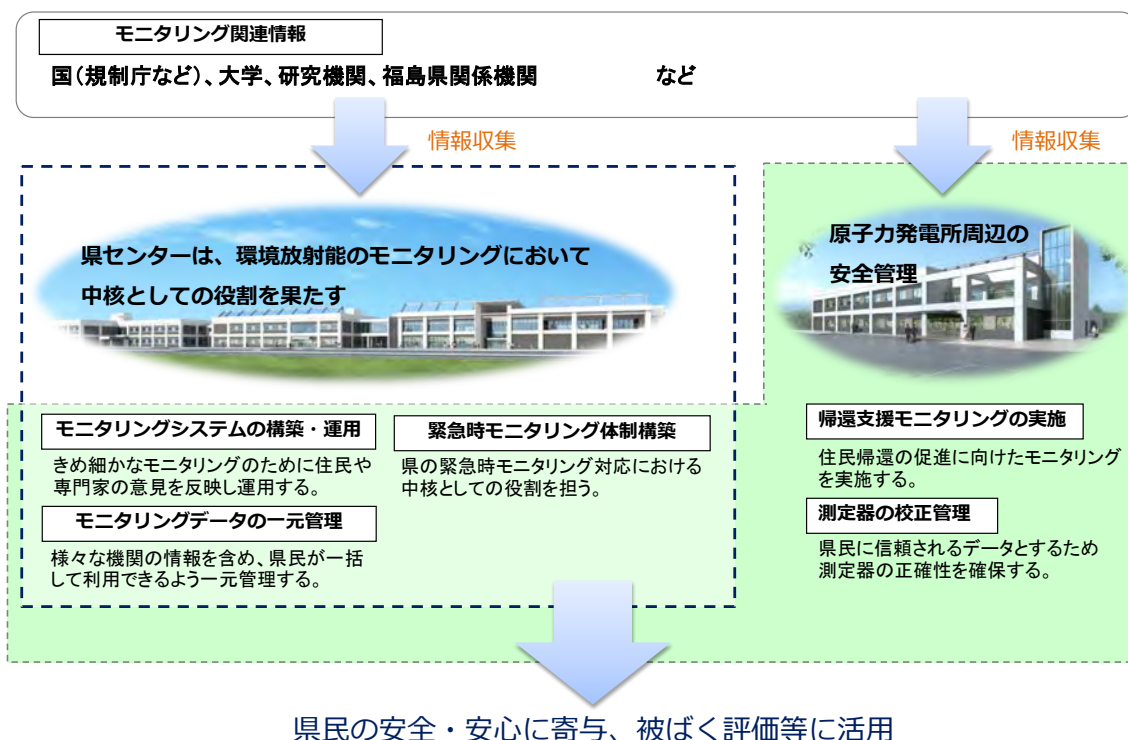 モニタリング関連情報
国(規制庁など)、大学、研究機関、福島県関係機関 など
情報収集
情報収集
県センターは、環境放射能のモニタリングにおいて
中核としての役割を果たす
原子力発電所周辺の
安全管理
モニタリングシステムの構築・運用
きめ細かなモニタリングのために住民や
専門家の意見を反映し運用する。
モニタリングデータの一元管理
様々な機関の情報を含め、県民が一括
して利用できるよう一元管理する。
緊急時モニタリング体制構築
県の緊急時モニタリング対応における
中核としての役割を担う。
帰還支援モニタリングの実施
住民帰還の促進に向けたモニタリング
を実施する。
測定器の校正管理
県民に信頼されるデータとするため
測定器の正確性を確保する。
県民の安全・安心に寄与、被ばく評価等に活用